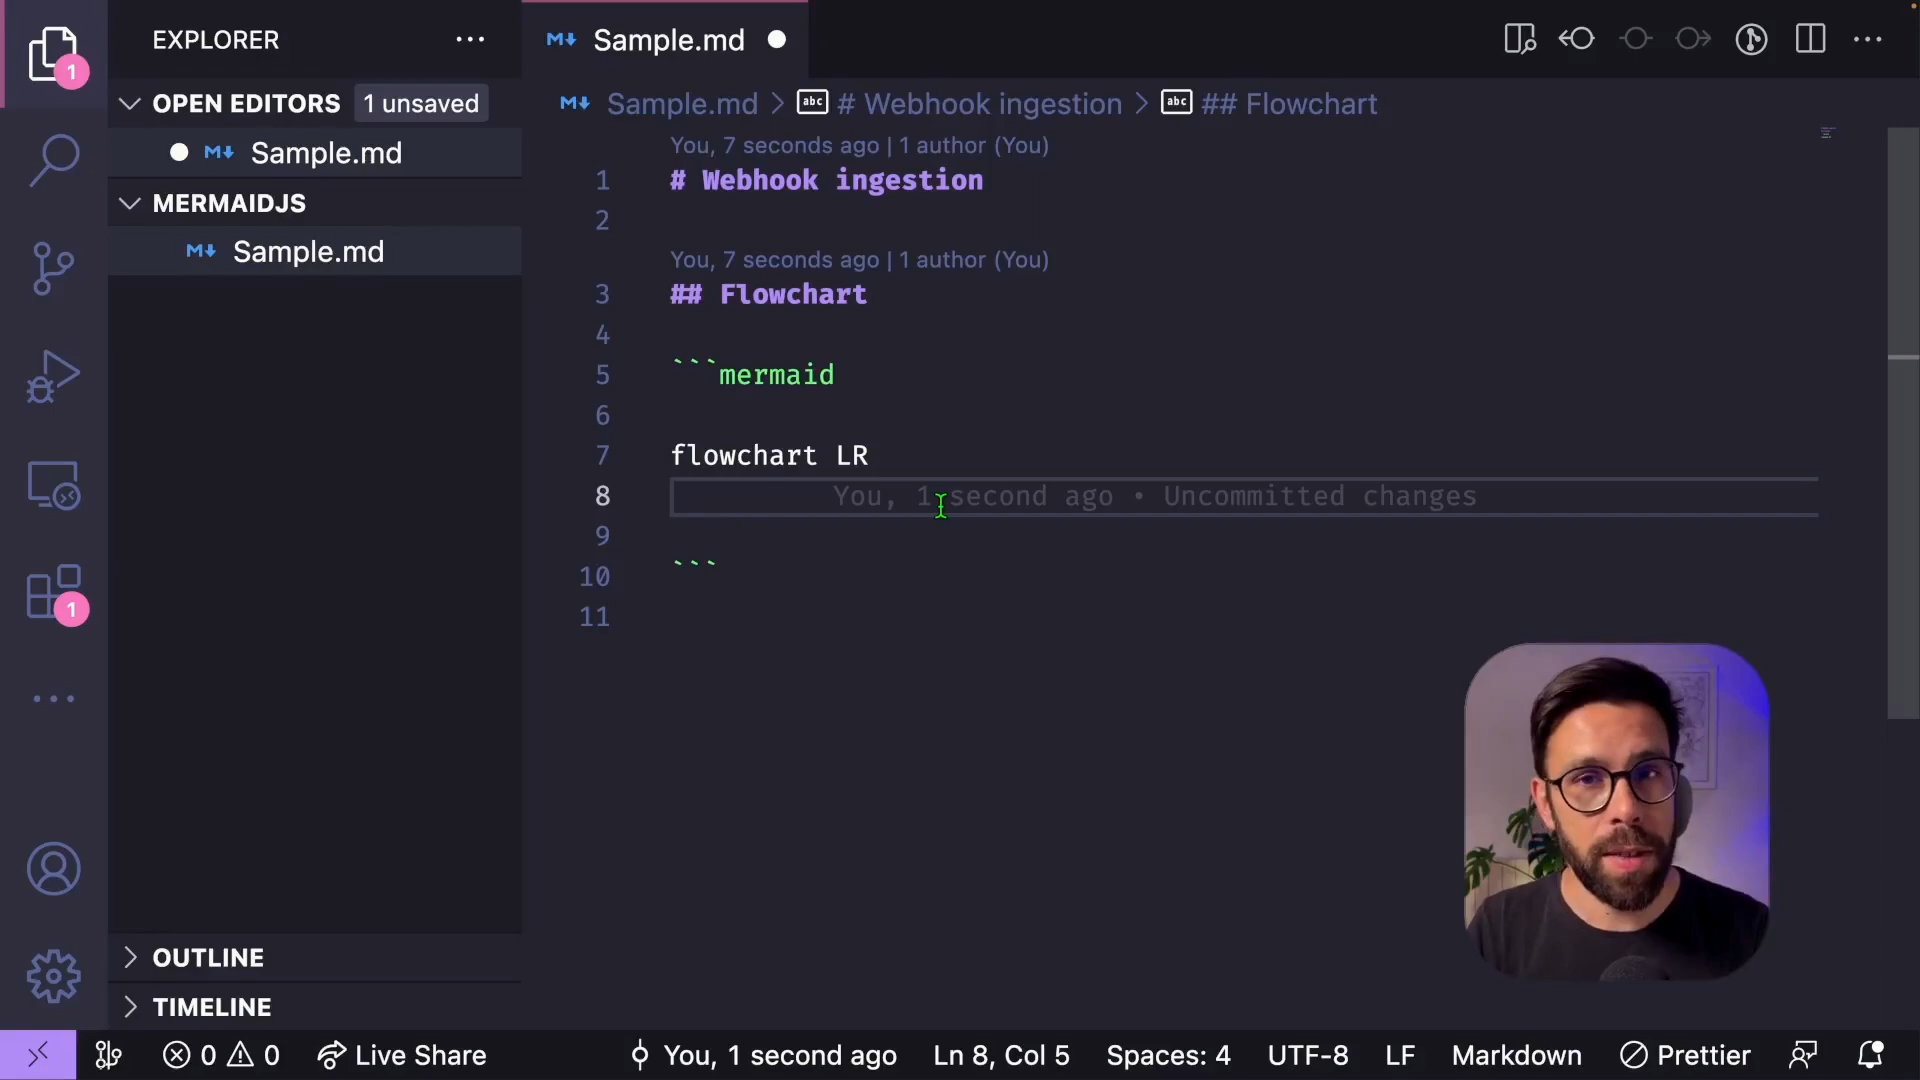 EXPLORER
OPEN EDITORS 1 unsaved
Sample.md
MERMAIDJS
Sample.md
OUTLINE
TIMELINE
1
1
Sample.md
Sample.md > # Webhook ingestion > ## Flowchart
You, 7 seconds ago | 1 author (You)
1 # Webhook ingestion
2
You, 7 seconds ago | 1 author (You)
3 ## Flowchart
4
5 ```mermaid
6
7 flowchart LR
8 You, 1 second ago • Uncommitted changes
9
10 ```
11
0 0 Live Share You, 1 second ago Ln 8, Col 5 Spaces: 4 UTF-8 LF Markdown Prettier